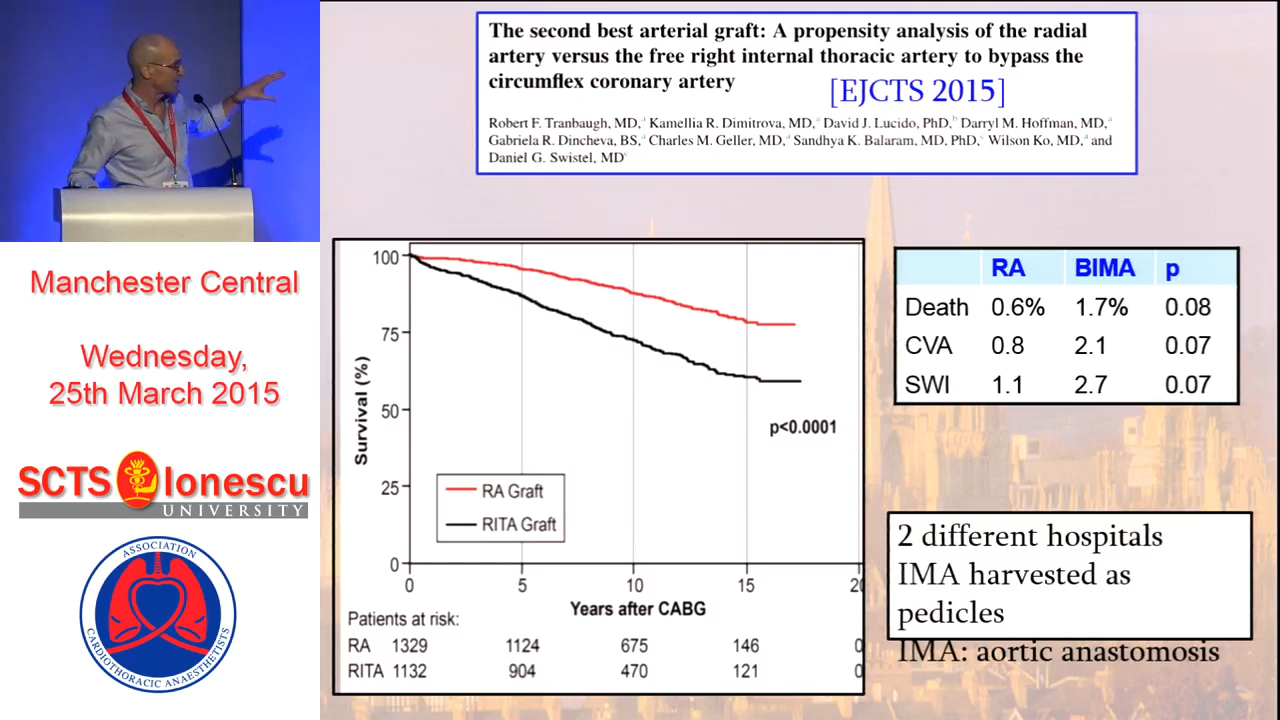 The second best arterial graft: A propensity analysis of the radial
artery versus the free right internal thoracic artery to bypass the
circumflex coronary artery
[EJCTS 2015]
Robert F. Tranbaugh, MD,a Kamellia R. Dimitrova, MD,a David J. Lucido, PhD,b Darryl M. Hoffman, MD,a
Gabriela R. Dincheva, BS,a Charles M. Geller, MD,a Sandhya K. Balaram, MD, PhD,c Wilson Ko, MD,a and
Daniel G. Swistel, MDc
Manchester Central
Wednesday,
25th March 2015
SCTS Ionescu
UNIVERSITY
ASSOCIATION
CARDIOTHORACIC ANAESTHETISTS
Survival (%)
100
75
50
25
0
p<0.0001
RA Graft
RITA Graft
0 5 10 15 20
Years after CABG
Patients at risk:
RA 1329 1124 675 146 0
RITA 1132 904 470 121 0
RA BIMA p
Death 0.6% 1.7% 0.08
CVA 0.8 2.1 0.07
SWI 1.1 2.7 0.07
2 different hospitals
IMA harvested as
pedicles
IMA: aortic anastomosis